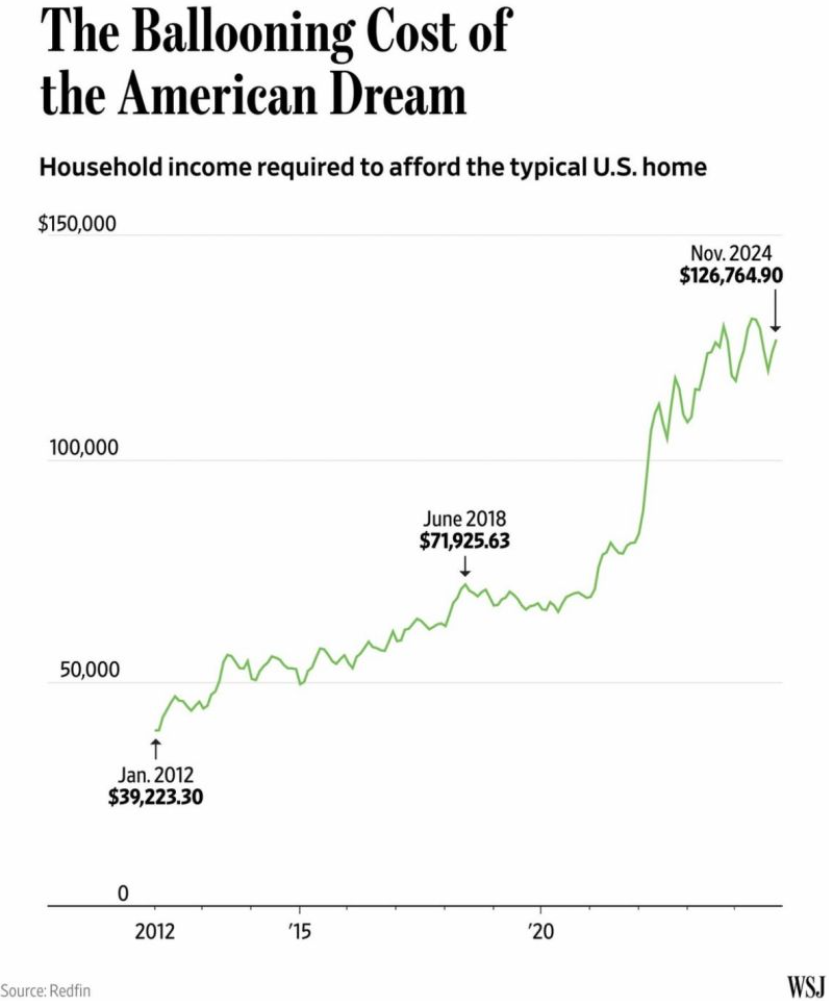 The Ballooning Cost of
the American Dream
Household income required to afford the typical U.S. home
$150,000
Nov. 2024
$126,764.90
100,000
June 2018
$71,925.63
50,000
Jan. 2012
$39,223.30
0
2012
'15
'20
Source: Redfin
WSJ